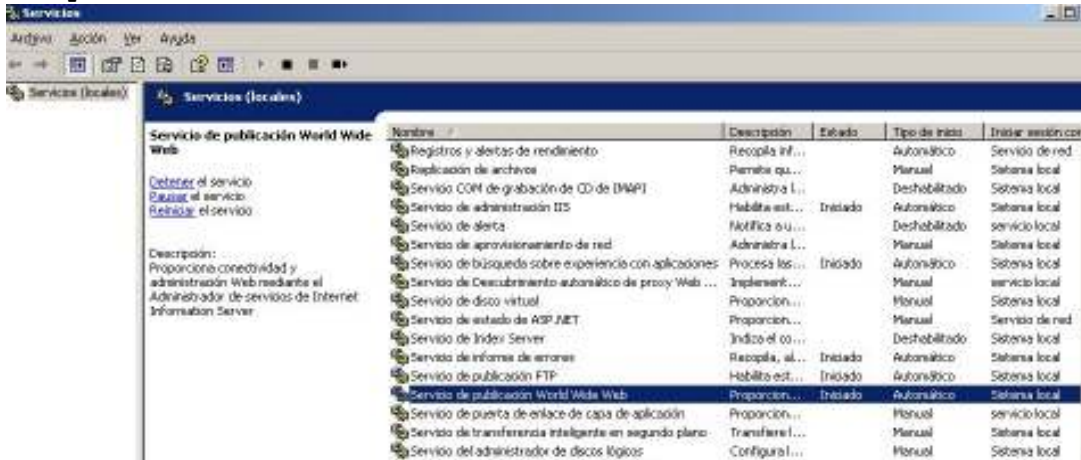 Servicios
Archivo Acción Ver Ayuda
Servicios (locales)
Servicios (locales)
Servicio de publicación World Wide
Web
Detener el servicio
Pausar el servicio
Reiniciar el servicio
Descripción:
Proporciona conectividad y
administración Web mediante el
Administrador de servicios de Internet
Information Server
Nombre Descripción Estado Tipo de inicio Iniciar sesión co
Registros y alertas de rendimiento Recopila inf... Automático Servicio de red
Replicación de archivos Permite qu... Manual Sistema local
Servicio COM de grabación de CD de IMAPI Administra l... Deshabilitado Sistema local
Servicio de administración IIS Habilita est... Iniciado Automático Sistema local
Servicio de alerta Notifica a u... Deshabilitado servicio local
Servicio de aprovisionamiento de red Administra l... Manual Sistema local
Servicio de búsqueda sobre experiencia con aplicaciones Procesa las... Iniciado Automático Sistema local
Servicio de Descubrimiento automático de proxy Web ... Implement... Manual servicio local
Servicio de disco virtual Proporcion... Manual Sistema local
Servicio de estado de ASP.NET Proporcion... Manual Servicio de red
Servicio de Index Server Indiza el co... Deshabilitado Sistema local
Servicio de informe de errores Recopila, al... Iniciado Automático Sistema local
Servicio de publicación FTP Habilita est... Iniciado Automático Sistema local
Servicio de publicación World Wide Web Proporcion... Iniciado Automático Sistema local
Servicio de puerta de enlace de capa de aplicación Proporcion... Manual servicio local
Servicio de transferencia inteligente en segundo plano Transfiere l... Manual Sistema local
Servicio del administrador de discos lógicos Configura l... Manual Sistema local